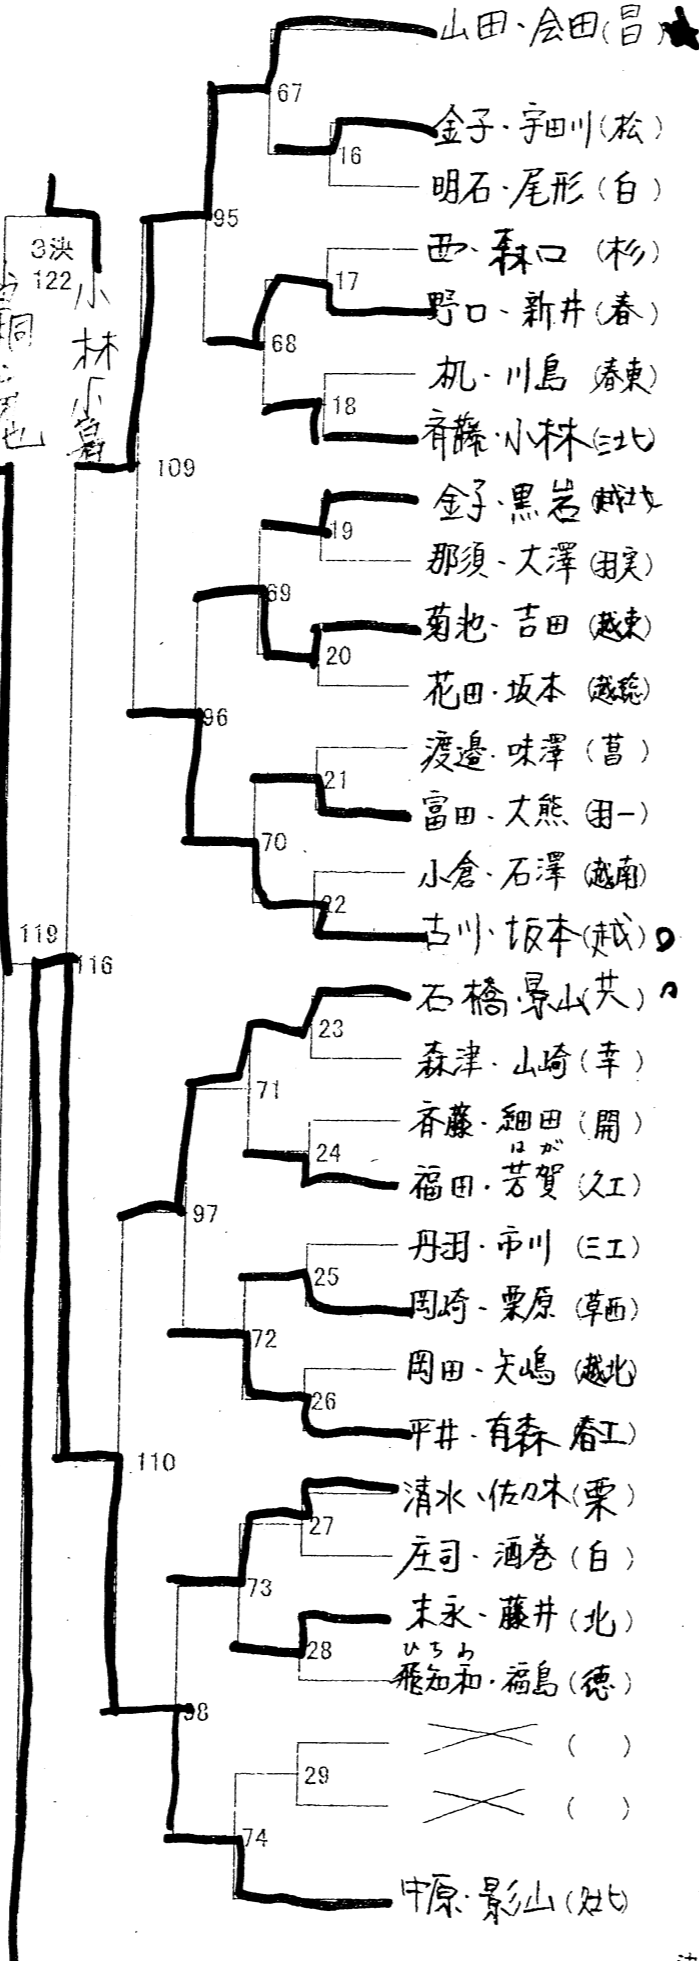 山田・会田(昌)
67
金子・宇田川(松)
16
明石・尾形(白)
95
西・森口(杉)
3決
122
17
小林小島
野口・新井(春)
68
机・川島(春東)
18
斉藤・小林(三北)
109
金子・黒岩(越北)
19
那須・大澤(羽実)
69
菊池・吉田(越東)
20
花田・坂本(越総)
96
渡邉・味澤(菖)
21
富田・大熊(羽一)
70
小倉・石澤(越南)
22
119
古川・坂本(越)
116
石橋・景山(共)
23
森津・山崎(幸)
71
斉藤・細田(開)
24
はが
福田・芳賀(久工)
97
丹羽・市川(三工)
25
岡崎・栗原(草西)
72
岡田・矢嶋(越北)
26
平井・有森(春工)
110
清水・佐々木(栗)
27
庄司・酒巻(白)
73
末永・藤井(北)
28
ひちわ
飛知和・福島(徳)
98
( )
29
( )
74
中原・影山